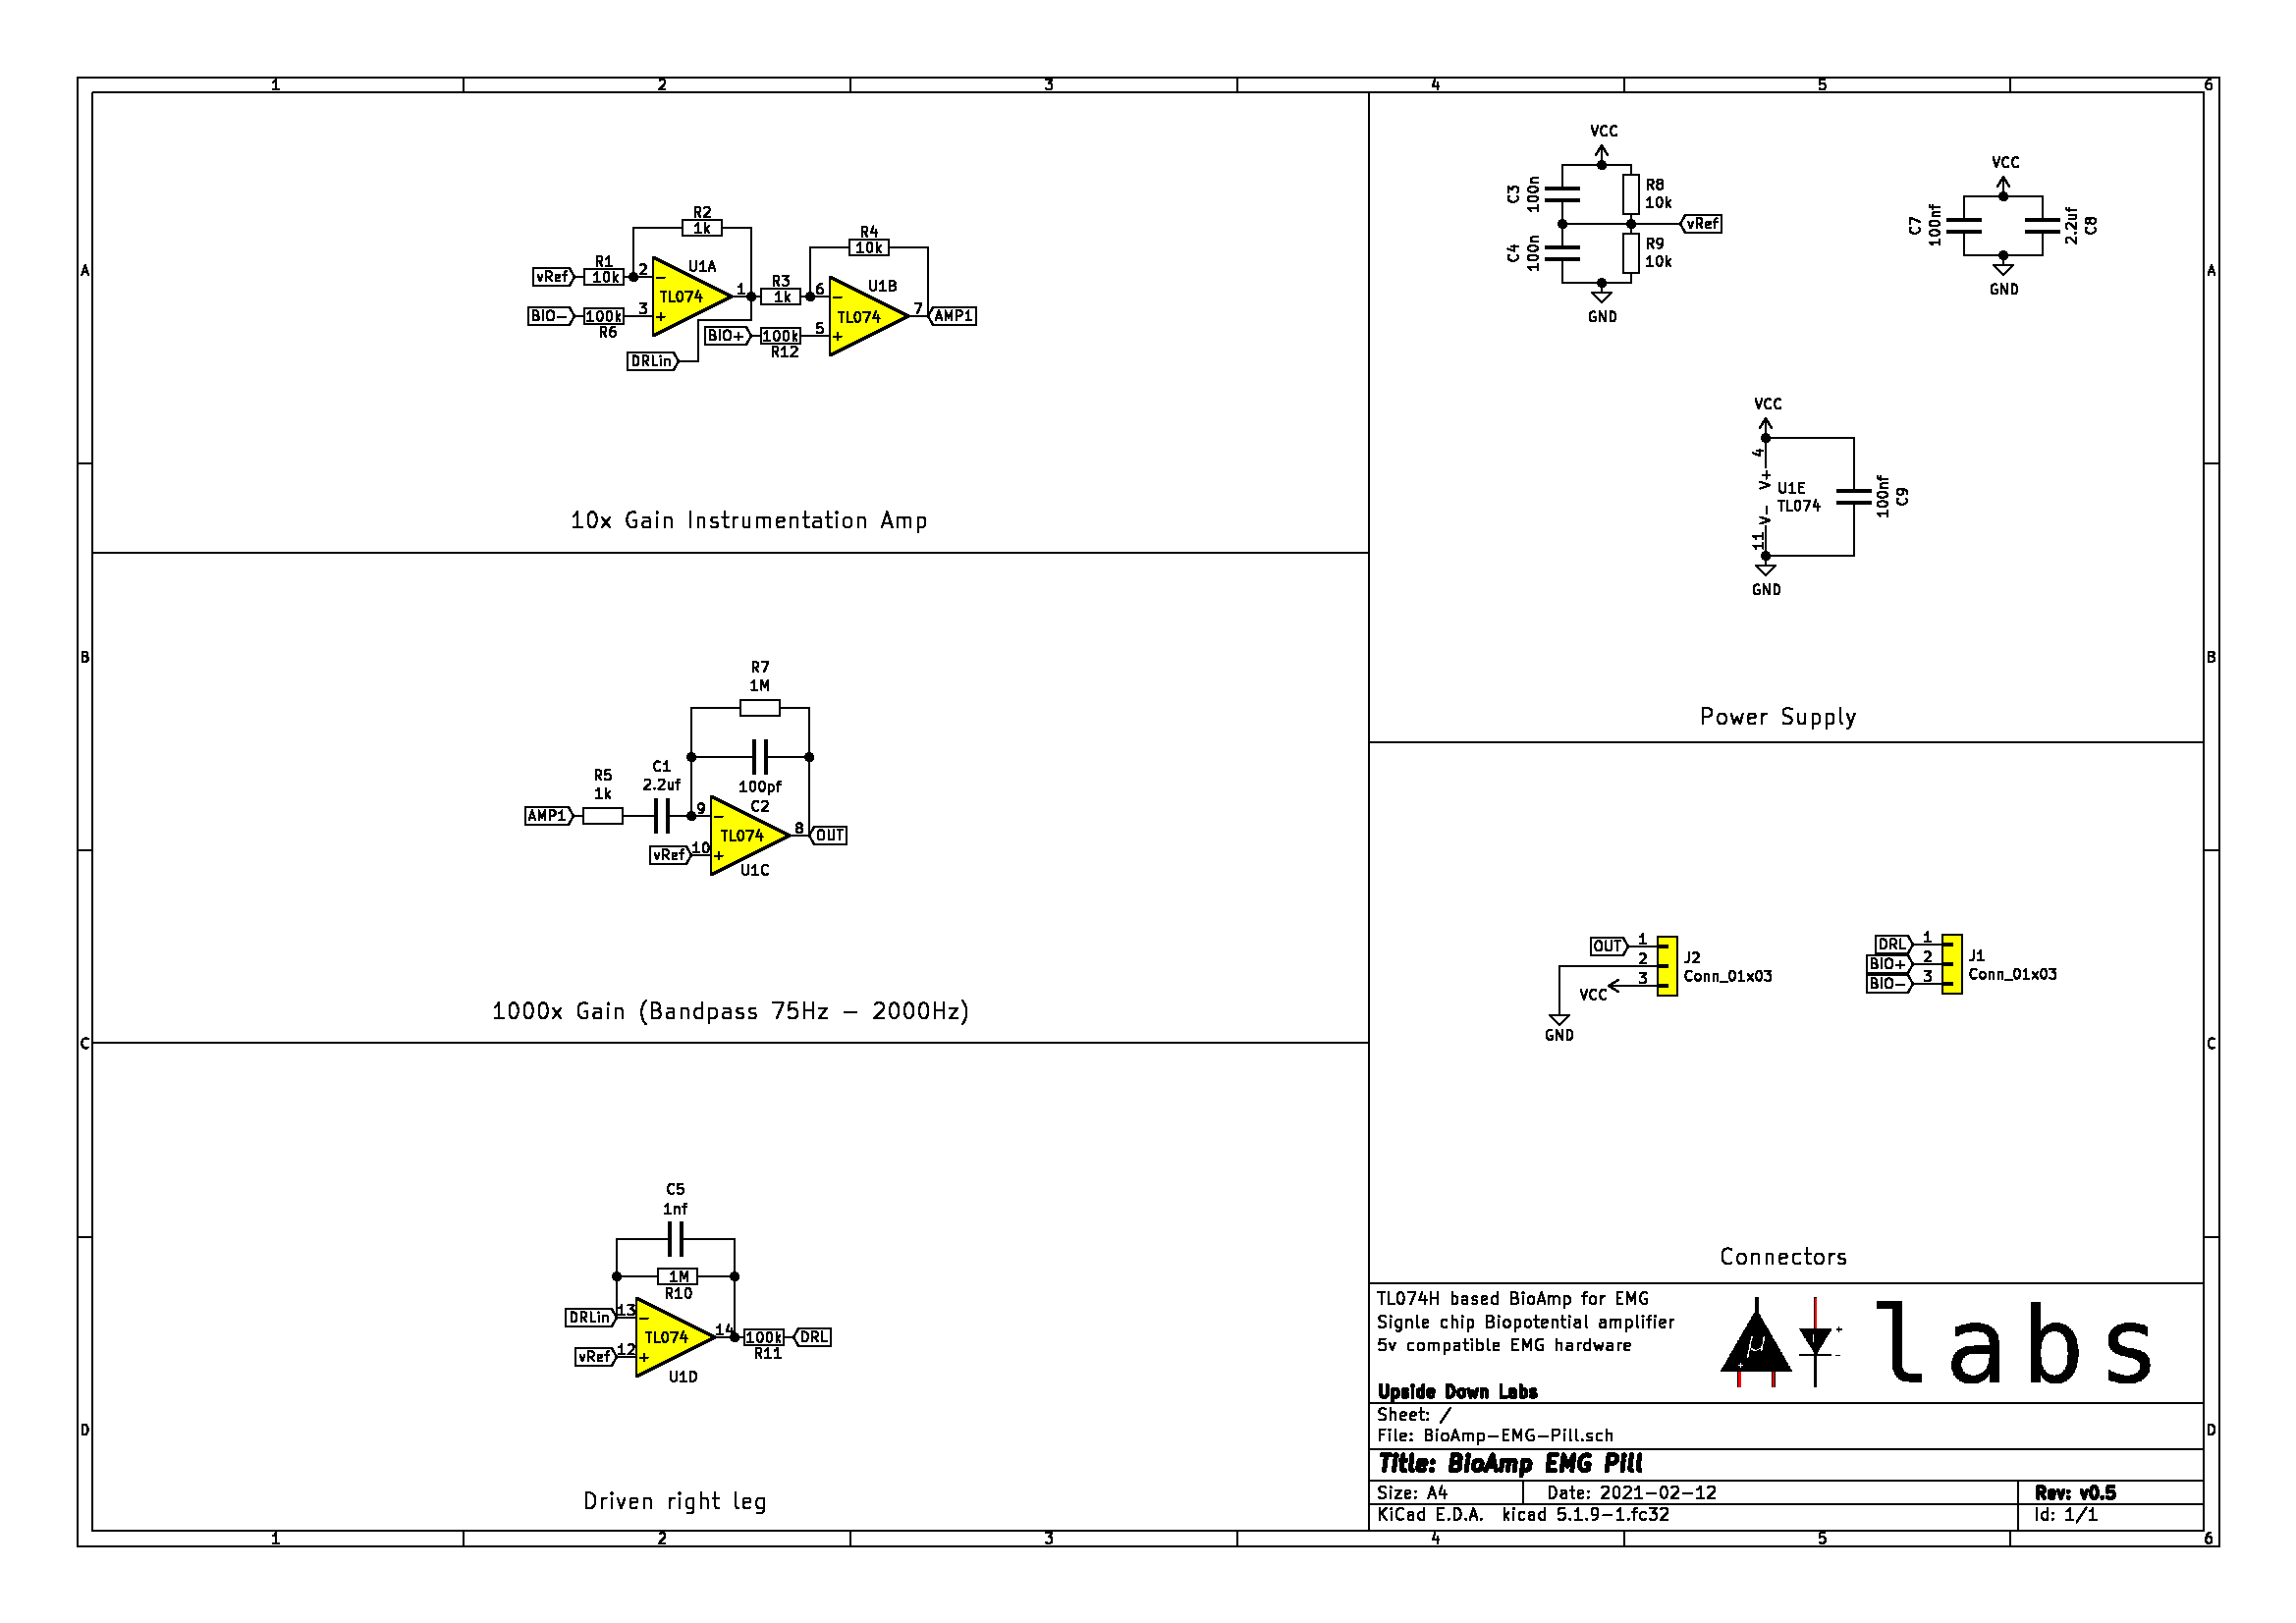 1 2 3 4 5 6
A
B
C
D
R2
1k
vRef
R1
10k
2
−
U1A
TL074
1
BIO−
100k
R6
3
+
DRLin
R3
1k
6
−
R4
10k
U1B
TL074
7
AMP1
BIO+
100k
R12
5
+
10x Gain Instrumentation Amp
R7
1M
100pf
C2
R5
1k
C1
2.2uf
AMP1
9
−
TL074
8
OUT
vRef
10
+
U1C
1000x Gain (Bandpass 75Hz − 2000Hz)
C5
1nf
1M
R10
DRLin
13
−
TL074
14
100k
R11
DRL
vRef
12
+
U1D
Driven right leg
VCC
C3
100n
R8
10k
vRef
C4
100n
R9
10k
GND
VCC
C7
100nf
2.2uf
C8
GND
VCC
4
V+
U1E
TL074
V−
11
100nf
C9
GND
Power Supply
OUT
1
2
3
VCC
GND
J2
Conn_01x03
DRL
BIO+
BIO−
1
2
3
J1
Conn_01x03
Connectors
TL074H based BioAmp for EMG
Signle chip Biopotential amplifier
5v compatible EMG hardware
Upside Down Labs
μ
+
+
−
labs
Sheet: /
File: BioAmp−EMG−Pill.sch
Title: BioAmp EMG Pill
Size: A4
Date: 2021−02−12
Rev: v0.5
KiCad E.D.A. kicad 5.1.9−1.fc32
Id: 1/1
A
B
C
D
1 2 3 4 5 6